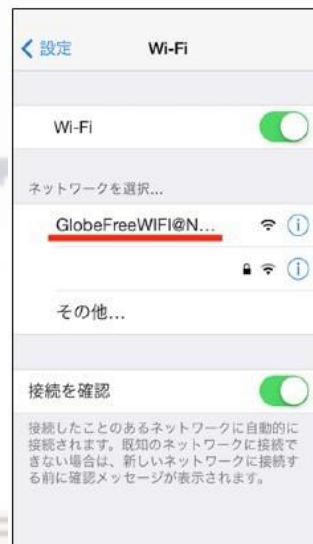 設定
Wi-Fi
Wi-Fi
ネットワークを選択...
GlobeFreeWIFI@N...
その他...
接続を確認
接続したことのあるネットワークに自動的に
接続されます。既知のネットワークに接続で
きない場合は、新しいネットワークに接続す
る前に確認メッセージが表示されます。